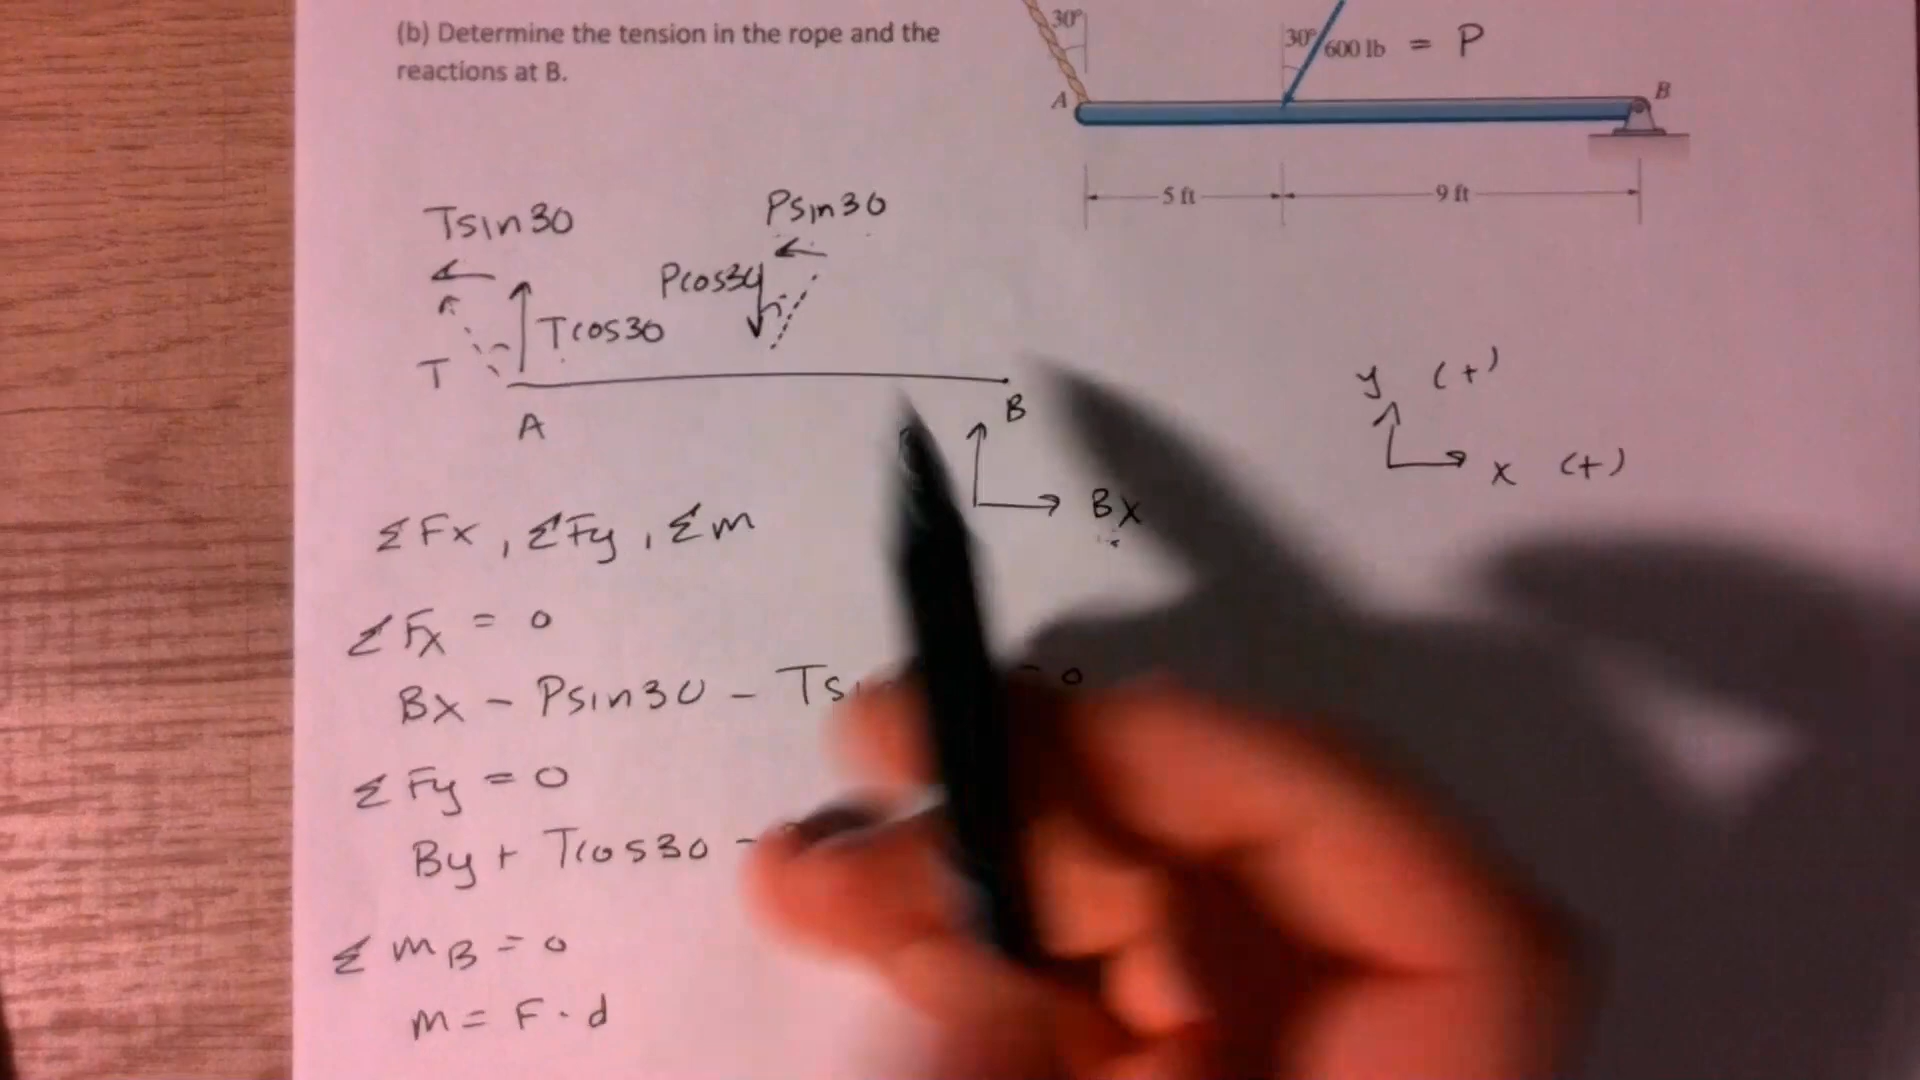 (b) Determine the tension in the rope and the
reactions at B.
30°
30°
600 lb = P
A
B
5 ft
9 ft
Tsin30
Psin30
Pcos30
Tcos30
T
A
B
Bx
y (+)
x (+)
ΣFx , ΣFy , Σm
ΣFx = 0
Bx - Psin30 - Ts
0
ΣFy = 0
By + Tcos30 -
ΣmB = 0
m = F · d